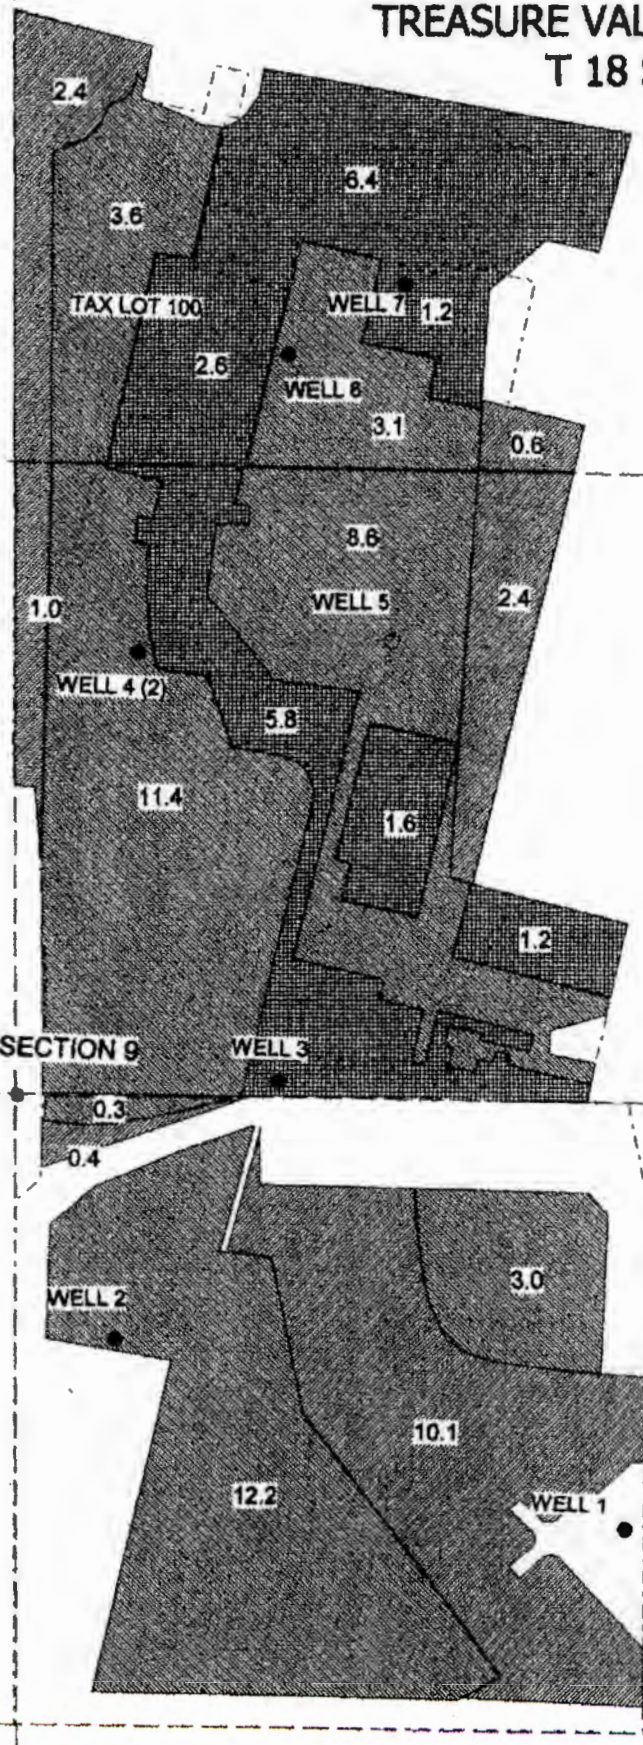 TREASURE VAL
T 18
2.4
6.4
3.6
TAX LOT 100
WELL 7
1.2
2.6
WELL 6
3.1
0.6
8.6
1.0
WELL 5
2.4
WELL 4 (2)
5.8
11.4
1.6
1.2
SECTION 9
WELL 3
0.3
0.4
3.0
WELL 2
10.1
12.2
WELL 1